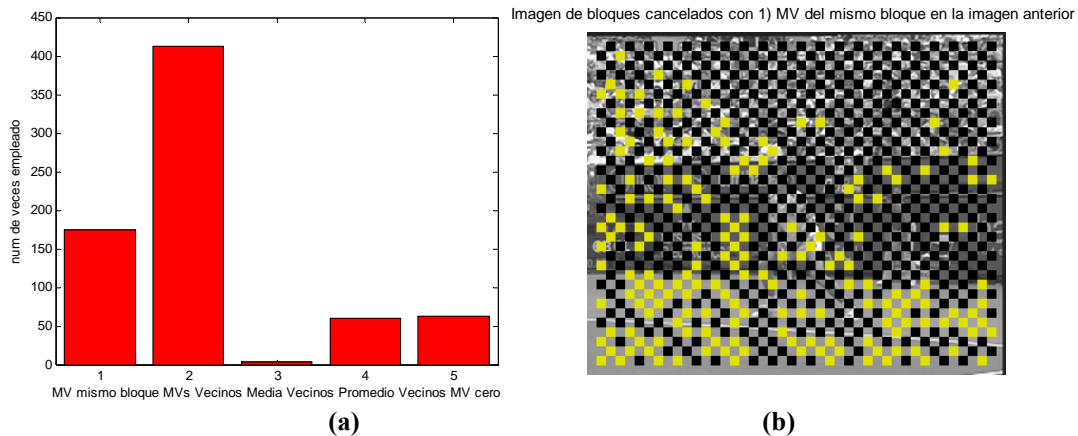 Imagen de bloques cancelados con 1) MV del mismo bloque en la imagen anterior
450
400
350
300
250
200
150
100
50
0
num de veces empleado
1 2 3 4 5
MV mismo bloque MVs Vecinos Media Vecinos Promedio Vecinos MV cero
(a)
(b)